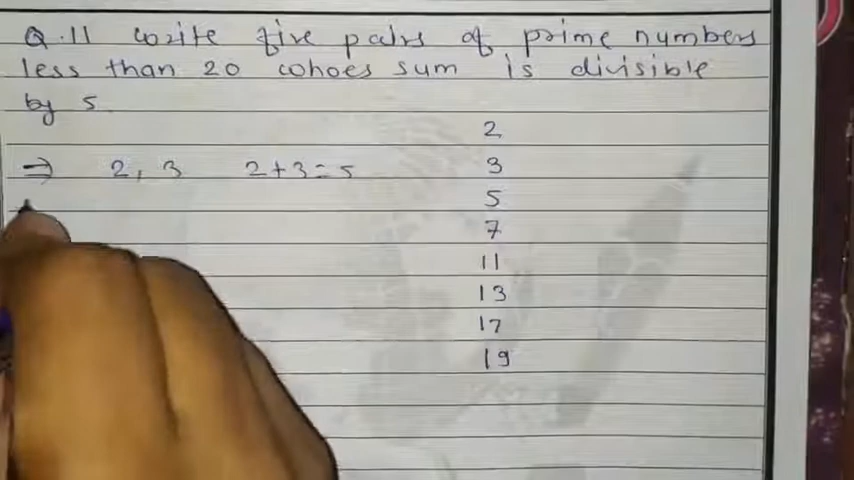 Q.11 write five pairs of prime numbers
less than 20 cohoes sum is divisible
by 5
2
⇒ 2, 3 2+3=5 3
5
7
11
13
17
19